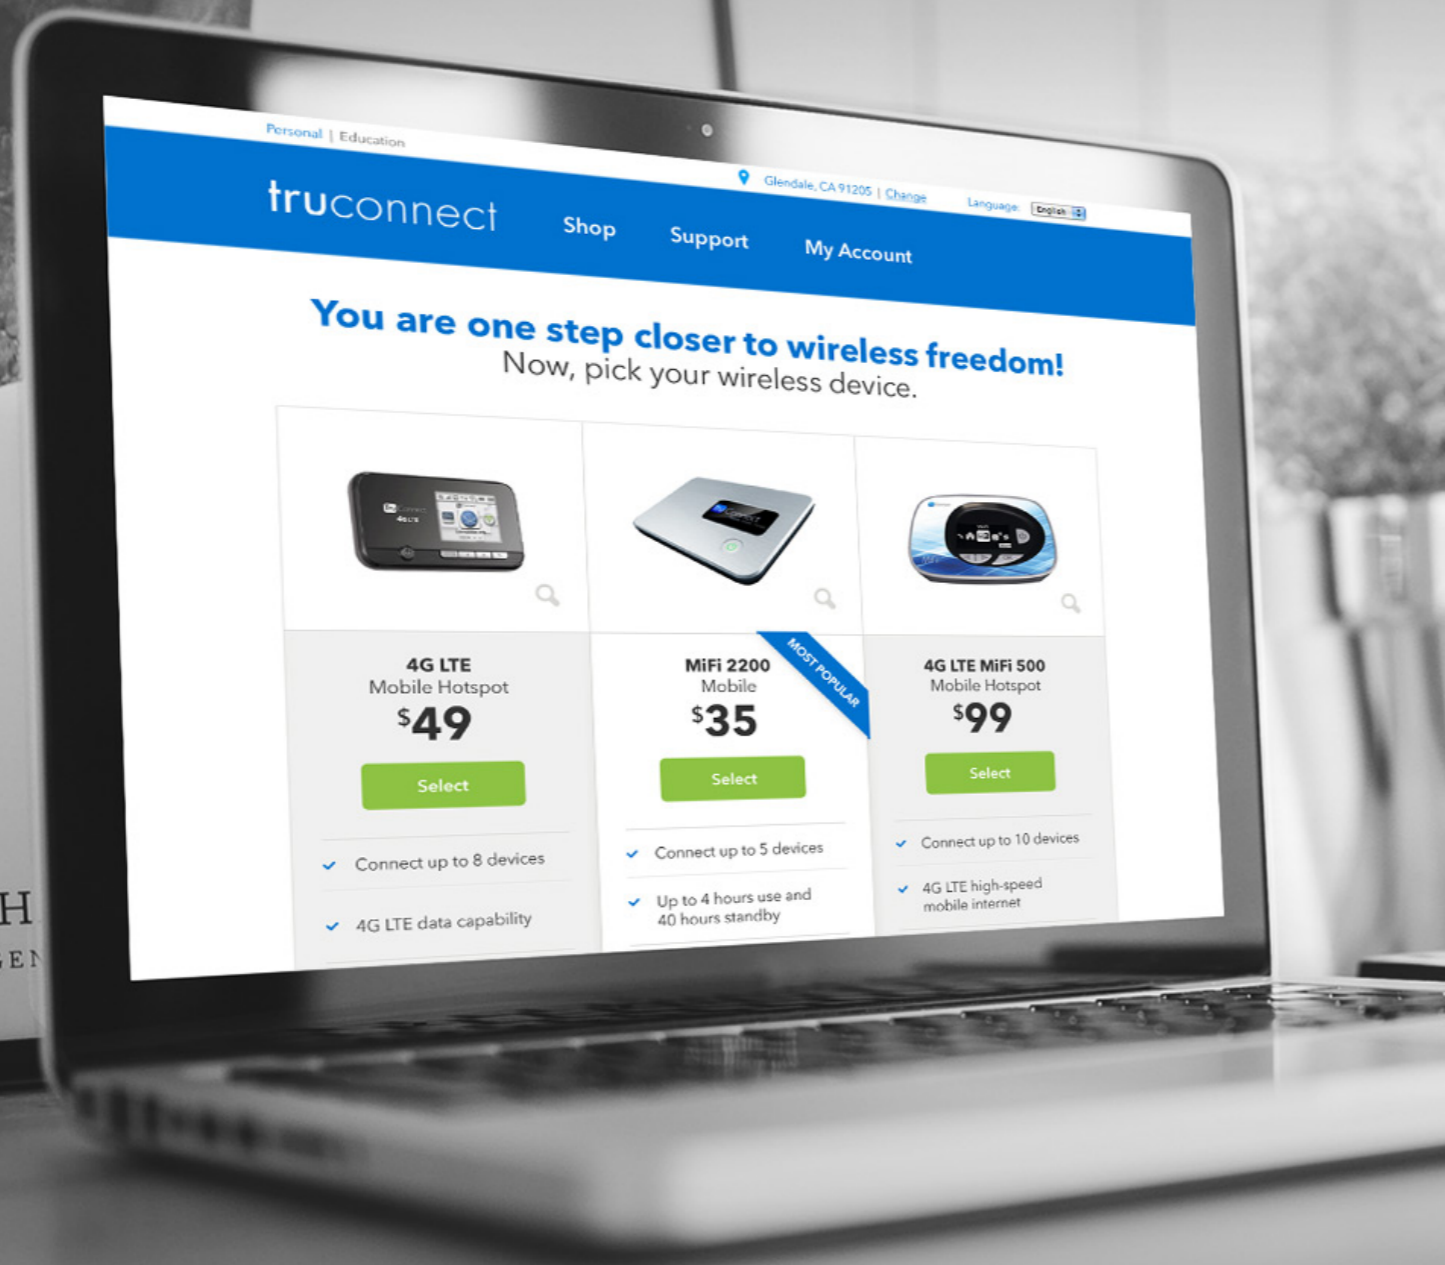 Personal | Education
Glendale, CA 91205 | Change
Language:
English
truconnect
Shop
Support
My Account
You are one step closer to wireless freedom!
Now, pick your wireless device.
4G LTE
Mobile Hotspot
$49
Select
Connect up to 8 devices
4G LTE data capability
MiFi 2200
Mobile
$35
MOST POPULAR
Select
Connect up to 5 devices
Up to 4 hours use and
40 hours standby
4G LTE MiFi 500
Mobile Hotspot
$99
Select
Connect up to 10 devices
4G LTE high-speed
mobile internet